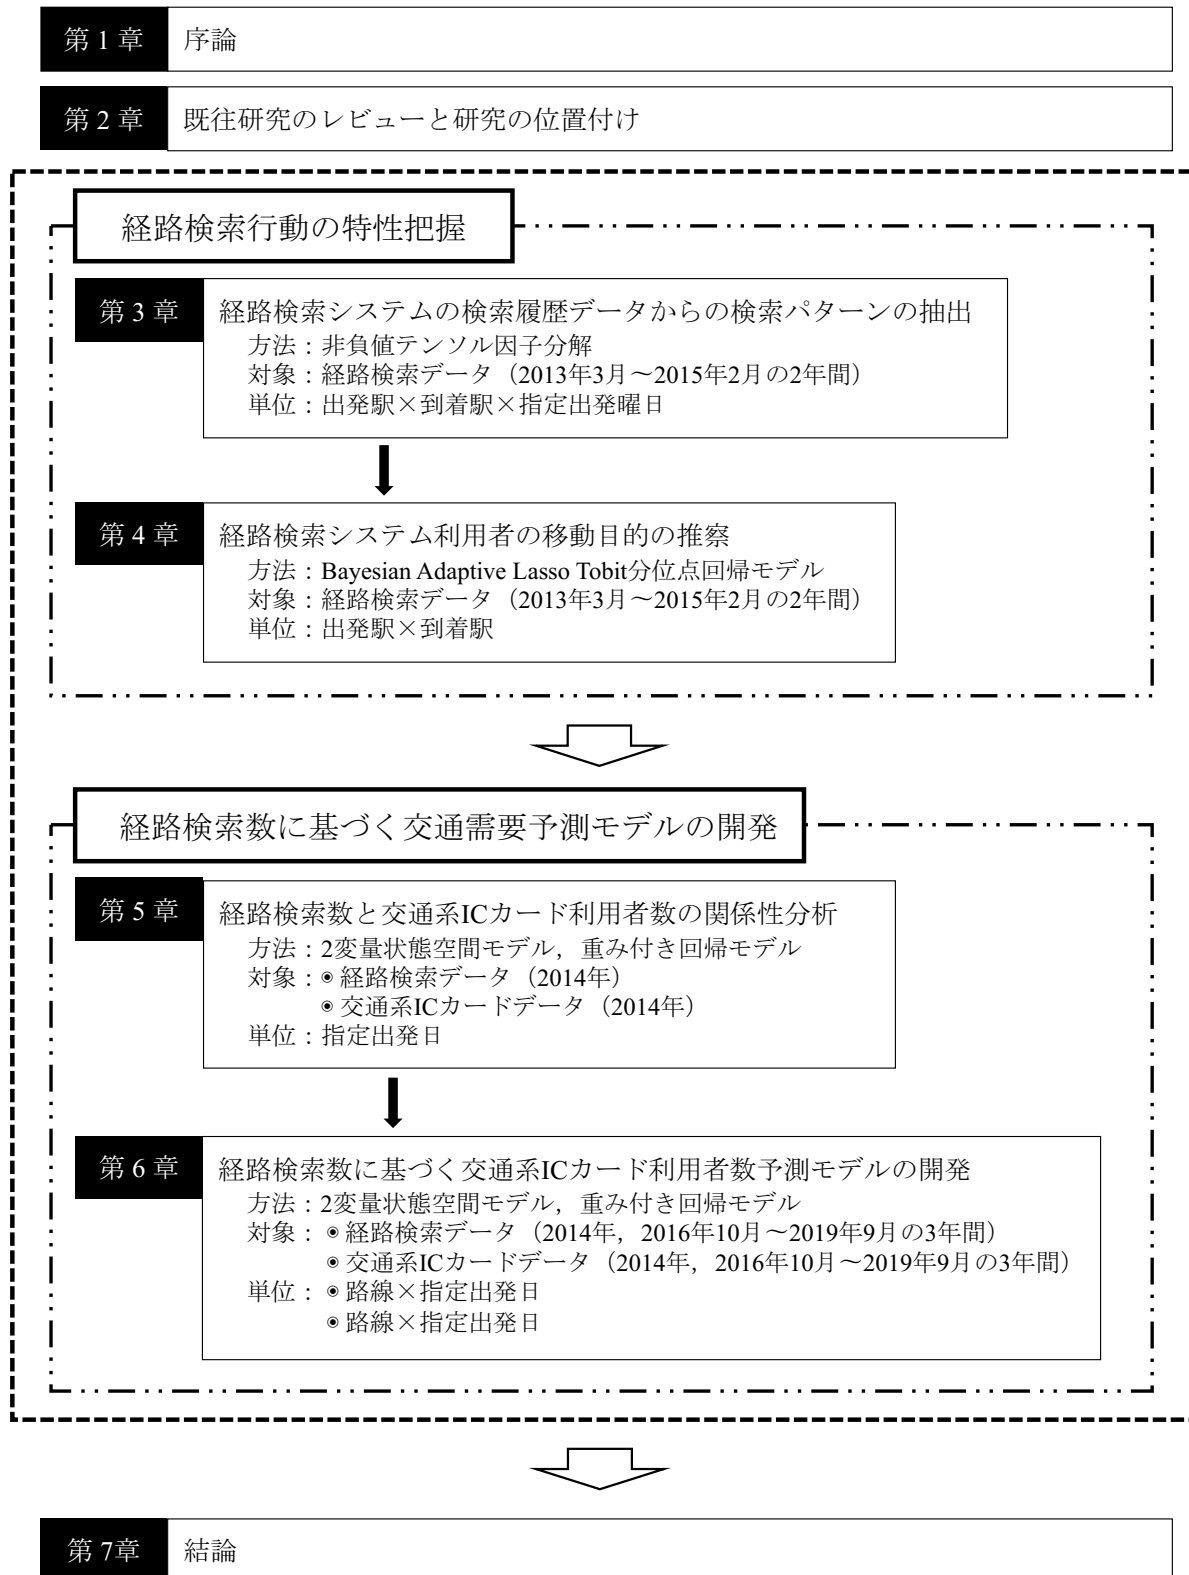 第 1 章 序論
第 2 章 既往研究のレビューと研究の位置付け
経路検索行動の特性把握
第 3 章 経路検索システムの検索履歴データからの検索パターンの抽出
方法：非負値テンソル因子分解
対象：経路検索データ（2013年3月～2015年2月の2年間）
単位：出発駅×到着駅×指定出発曜日
第 4 章 経路検索システム利用者の移動目的の推察
方法：Bayesian Adaptive Lasso Tobit分位点回帰モデル
対象：経路検索データ（2013年3月～2015年2月の2年間）
単位：出発駅×到着駅
経路検索数に基づく交通需要予測モデルの開発
第 5 章 経路検索数と交通系ICカード利用者数の関係性分析
方法：2変量状態空間モデル，重み付き回帰モデル
対象：◉ 経路検索データ（2014年）
◉ 交通系ICカードデータ（2014年）
単位：指定出発日
第 6 章 経路検索数に基づく交通系ICカード利用者数予測モデルの開発
方法：2変量状態空間モデル，重み付き回帰モデル
対象：◉ 経路検索データ（2014年，2016年10月～2019年9月の3年間）
◉ 交通系ICカードデータ（2014年，2016年10月～2019年9月の3年間）
単位：◉ 路線×指定出発日
◉ 路線×指定出発日
第 7章 結論